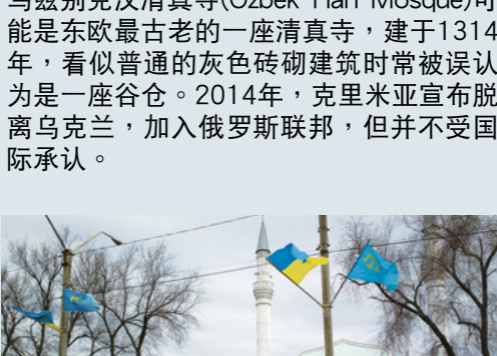 乌兹别克汉清真寺(Ozbek Han Mosque)可
能是东欧最古老的一座清真寺，建于1314
年，看似普通的灰色砖砌建筑时常被误认
为是一座谷仓。2014年，克里米亚宣布脱
离乌克兰，加入俄罗斯联邦，但并不受国
际承认。